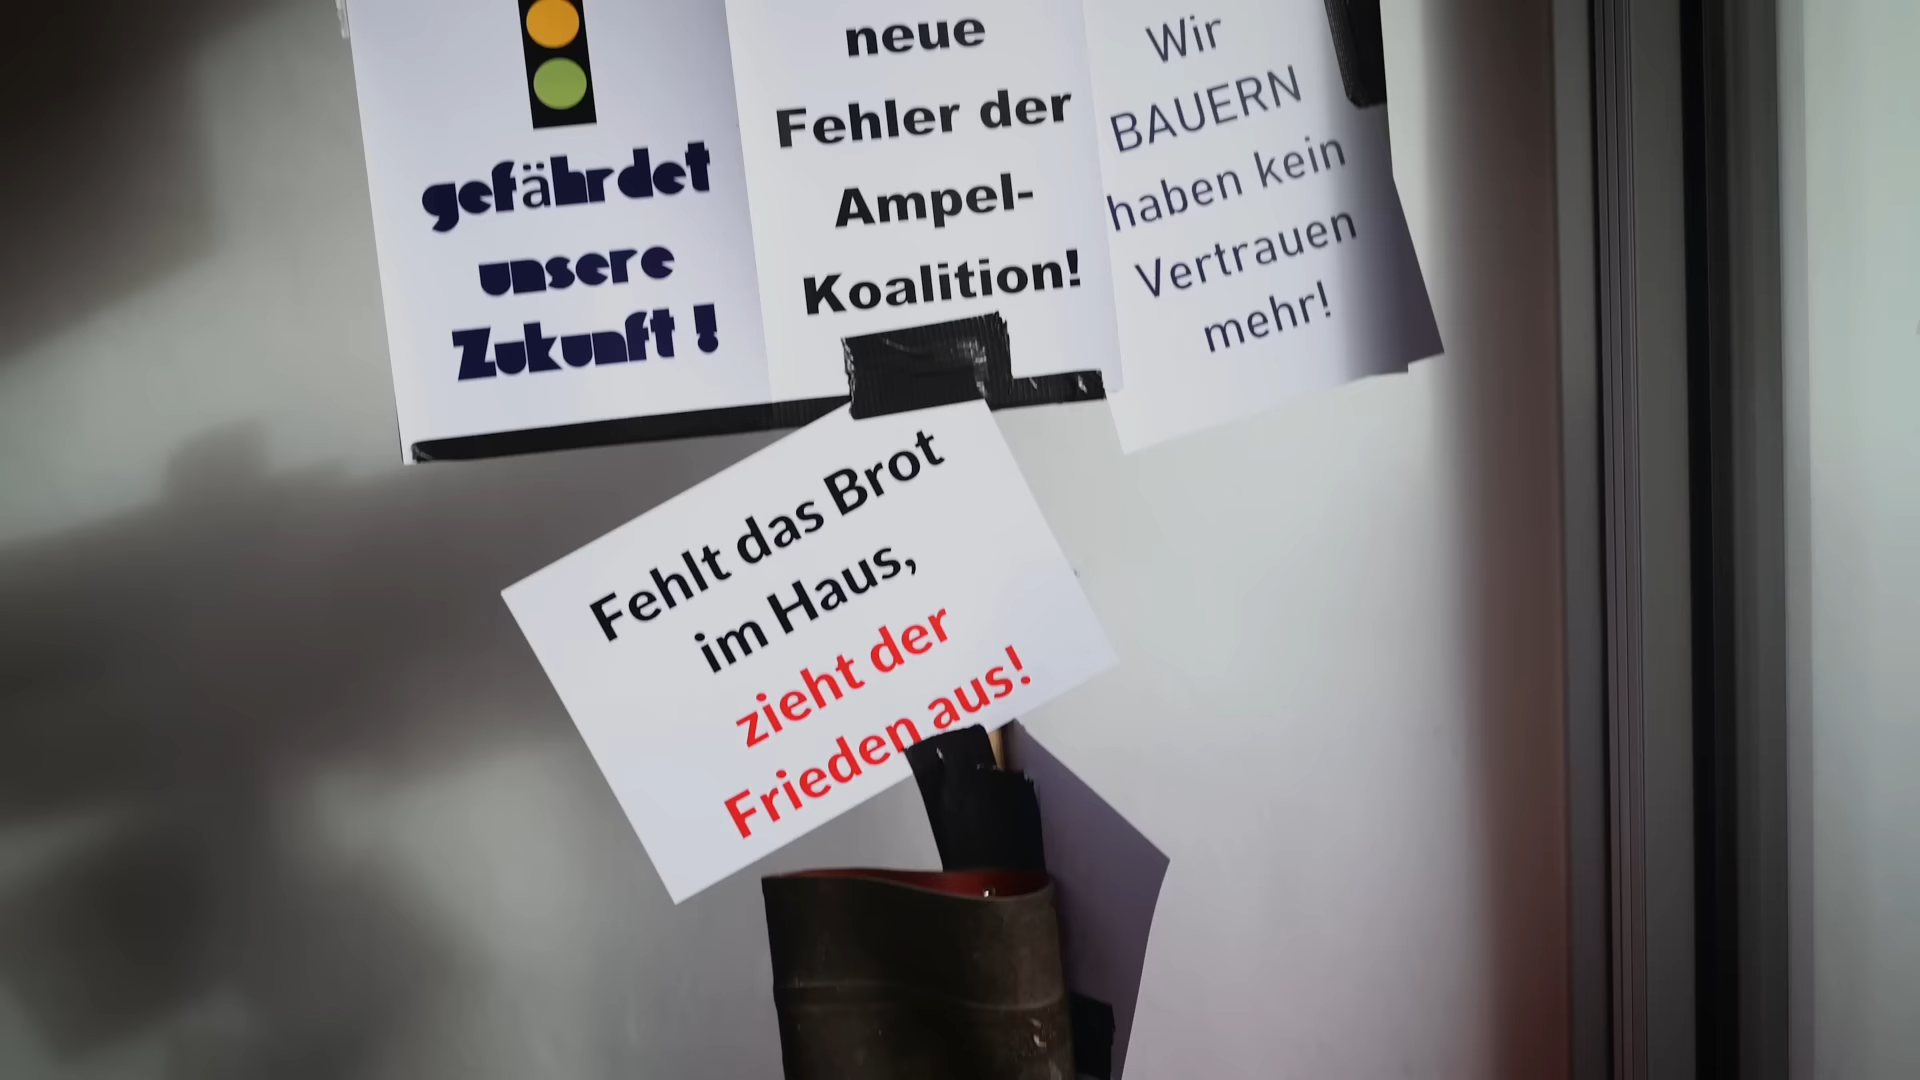 gefährdet
unsere
Zukunft !
neue
Fehler der
Ampel-
Koalition!
Wir
BAUERN
haben kein
Vertrauen
mehr!
Fehlt das Brot
im Haus,
zieht der
Frieden aus!